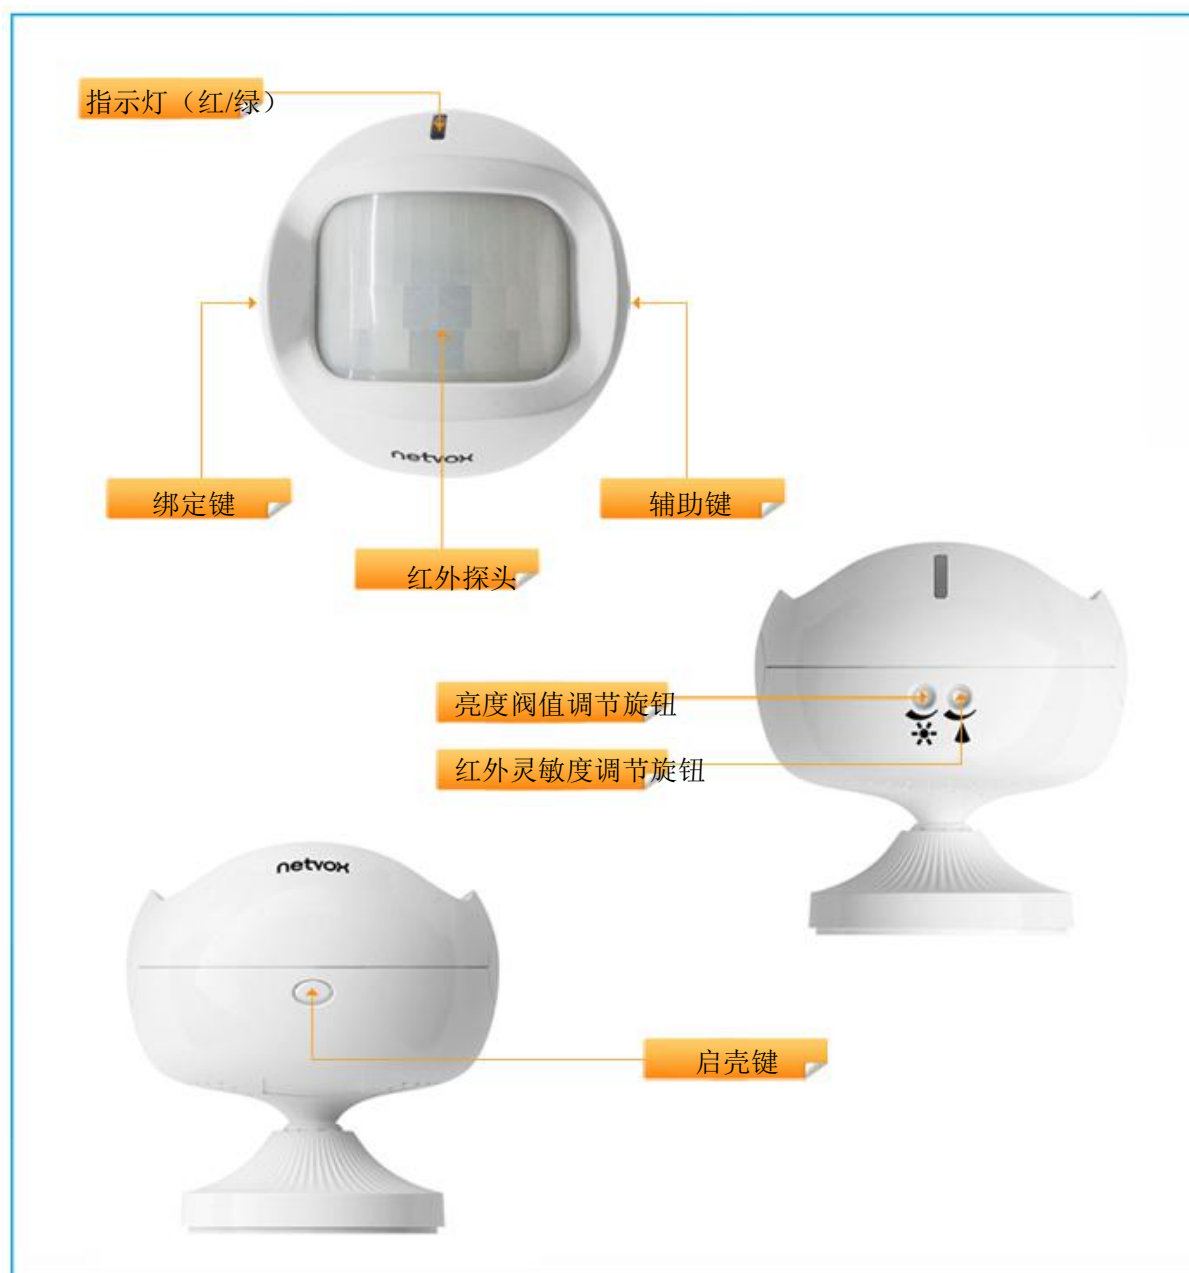 指示灯（红/绿）
netvox
绑定键
辅助键
红外探头
亮度阀值调节旋钮
红外灵敏度调节旋钮
netvox
启壳键